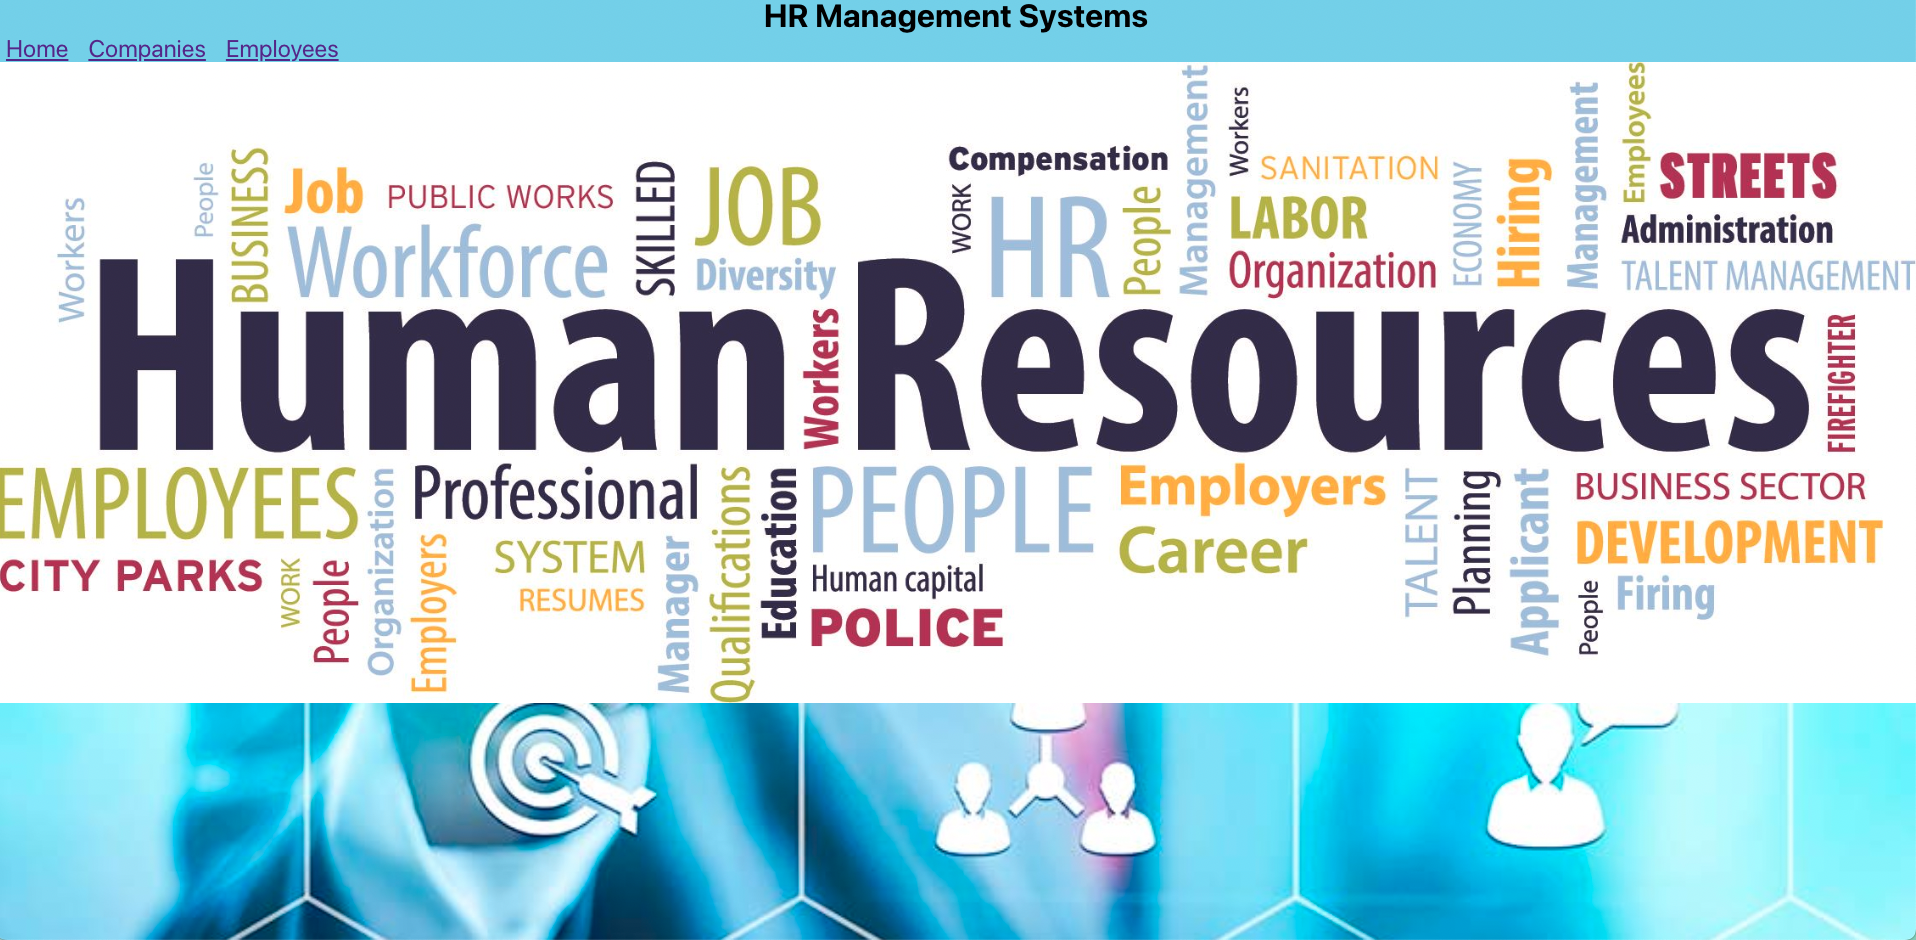 HR Management Systems
Home Companies Employees
Workers
People
BUSINESS
Job
PUBLIC WORKS
Workforce
SKILLED
JOB
Diversity
Compensation
WORK
HR
People
Management
Workers
SANITATION
LABOR
Organization
ECONOMY
Hiring
Management
Employees
STREETS
Administration
TALENT MANAGEMENT
Human Resources
Workers
FIREFIGHTER
EMPLOYEES
CITY PARKS
WORK
People
Organization
Professional
Employers
SYSTEM
RESUMES
Manager
Qualifications
Education
PEOPLE
Human capital
POLICE
Employers
Career
TALENT
Planning
Applicant
BUSINESS SECTOR
DEVELOPMENT
People
Firing